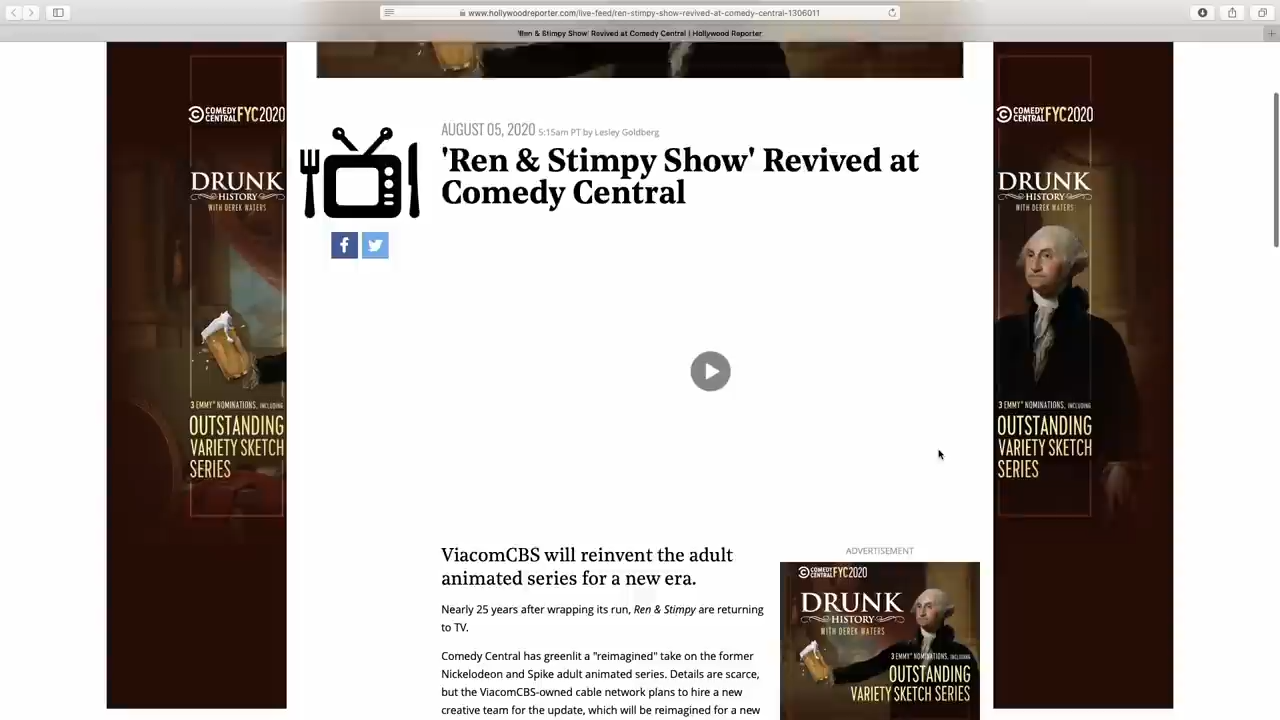 www.hollywoodreporter.com/live-feed/ren-stimpy-show-revived-at-comedy-central-1306011
'Ren & Stimpy Show' Revived at Comedy Central | Hollywood Reporter
COMEDY CENTRAL FYC2020
DRUNK
HISTORY
WITH DEREK WATERS
3 EMMY® NOMINATIONS, INCLUDING
OUTSTANDING
VARIETY SKETCH
SERIES
AUGUST 05, 2020 5:15am PT by Lesley Goldberg
'Ren & Stimpy Show' Revived at
Comedy Central
f
ViacomCBS will reinvent the adult
animated series for a new era.
Nearly 25 years after wrapping its run, Ren & Stimpy are returning
to TV.
Comedy Central has greenlit a "reimagined" take on the former
Nickelodeon and Spike adult animated series. Details are scarce,
but the ViacomCBS-owned cable network plans to hire a new
creative team for the update, which will be reimagined for a new
ADVERTISEMENT
COMEDY CENTRAL FYC2020
DRUNK
HISTORY
WITH DEREK WATERS
3 EMMY® NOMINATIONS, INCLUDING
OUTSTANDING
VARIETY SKETCH SERIES
COMEDY CENTRAL FYC2020
DRUNK
HISTORY
WITH DEREK WATERS
3 EMMY® NOMINATIONS, INCLUDING
OUTSTANDING
VARIETY SKETCH
SERIES